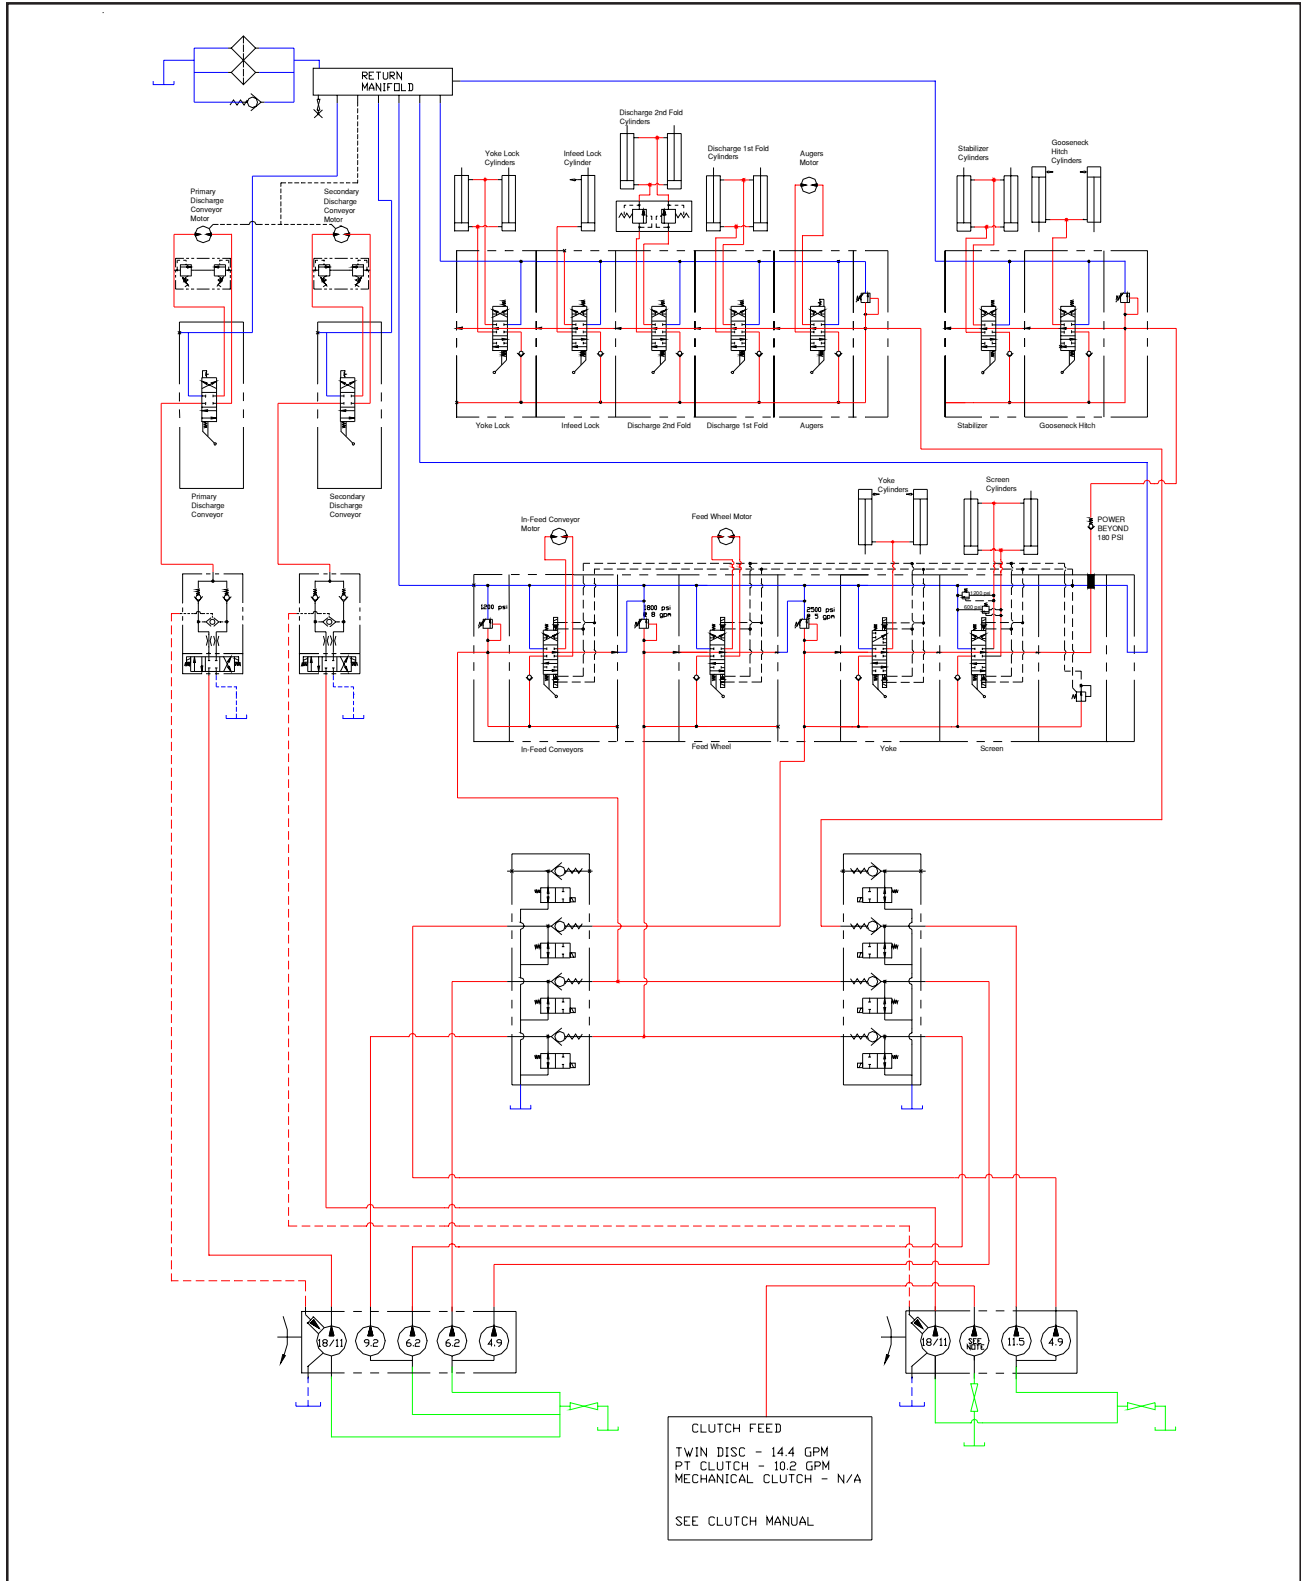 RETURN
MANIFOLD
Discharge 2nd Fold
Cylinders
Yoke Lock
Cylinders
Infeed Lock
Cylinder
Discharge 1st Fold
Cylinders
Augers
Motor
Stabilizer
Cylinders
Gooseneck
Hitch
Cylinders
Primary
Discharge
Conveyor
Motor
Secondary
Discharge
Conveyor
Motor
Yoke Lock
Infeed Lock
Discharge 2nd Fold
Discharge 1st Fold
Augers
Stabilizer
Gooseneck Hitch
Primary
Discharge
Conveyor
Secondary
Discharge
Conveyor
In-Feed Conveyor
Motor
Feed Wheel Motor
Yoke
Cylinders
Screen
Cylinders
POWER
BEYOND
180 PSI
1200 psi
1800 psi
@ 8 gpm
2500 psi
@ 5 gpm
1200 psi
600 psi
In-Feed Conveyors
Feed Wheel
Yoke
Screen
18/11
9.2
6.2
6.2
4.9
18/11
SEE
NOTE
11.5
4.9
CLUTCH FEED
TWIN DISC - 14.4 GPM
PT CLUTCH - 10.2 GPM
MECHANICAL CLUTCH - N/A
SEE CLUTCH MANUAL